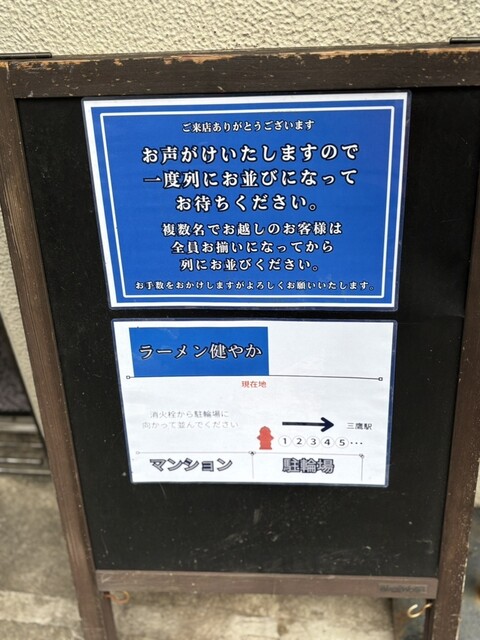 ご来店ありがとうございます
お声がけいたしますので
一度列にお並びになって
お待ちください。
複数名でお越しのお客様は
全員お揃いになってから
列にお並びください。
お手数をおかけしますがよろしくお願いいたします。
ラーメン健やか
現在地
消火栓から駐輪場に
向かって並んでください
三鷹駅
①②③④⑤…
マンション
駐輪場